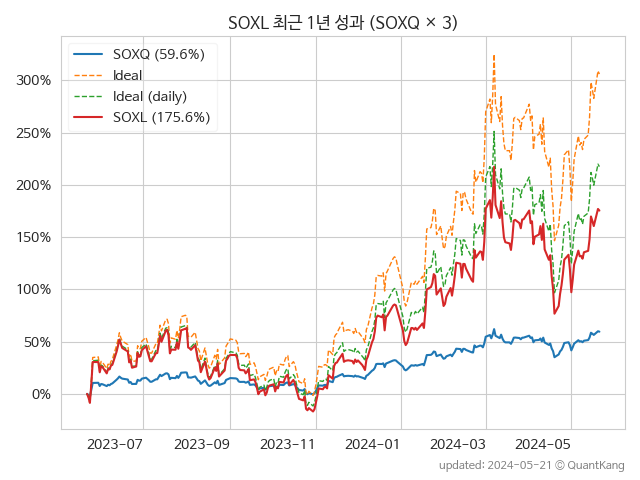 SOXL 최근 1년 성과 (SOXQ × 3)
SOXQ (59.6%)
Ideal
Ideal (daily)
SOXL (175.6%)
300%
250%
200%
150%
100%
50%
0%
2023-07
2023-09
2023-11
2024-01
2024-03
2024-05
updated: 2024-05-21 ⓒ QuantKang